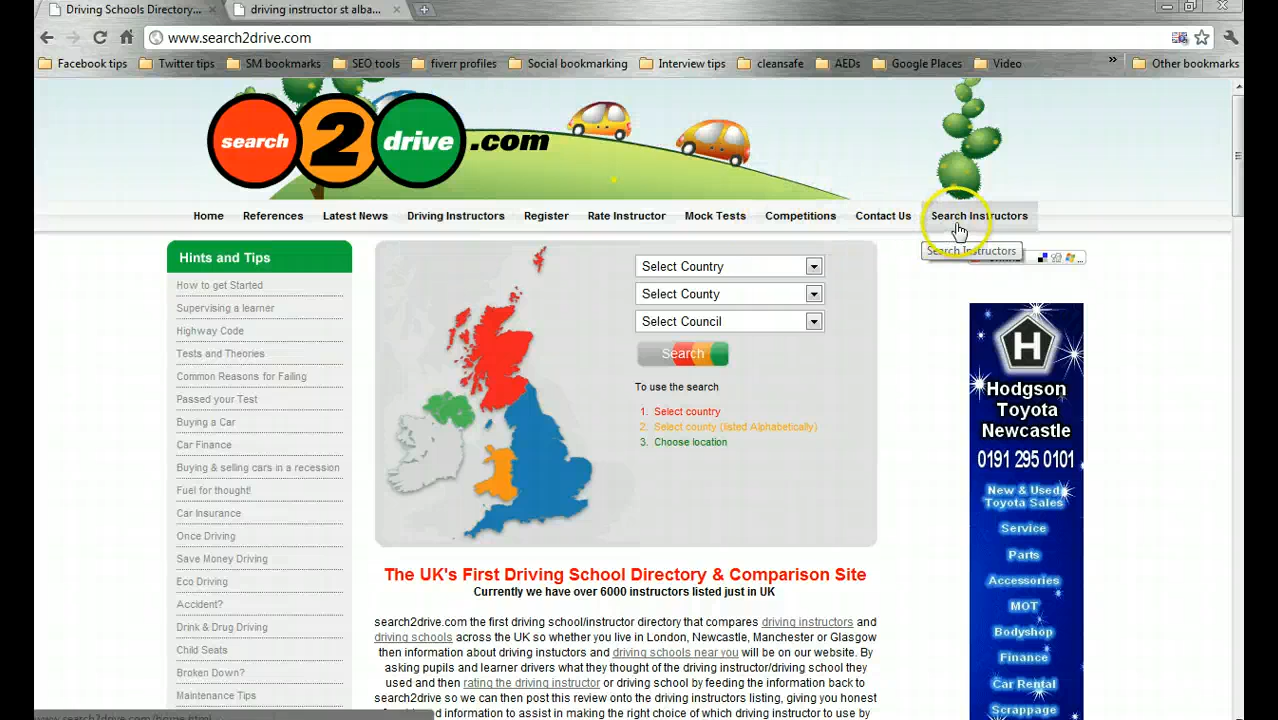 Driving Schools Directory...
driving instructor st alba...
www.search2drive.com
Facebook tips
Twitter tips
SM bookmarks
SEO tools
fiverr profiles
Social bookmarking
Interview tips
cleansafe
AEDs
Google Places
Video
Other bookmarks
search 2 drive .com
Home
References
Latest News
Driving Instructors
Register
Rate Instructor
Mock Tests
Competitions
Contact Us
Search Instructors
Search Instructors
Hints and Tips
How to get Started
Supervising a learner
Highway Code
Tests and Theories
Common Reasons for Failing
Passed your Test
Buying a Car
Car Finance
Buying & selling cars in a recession
Fuel for thought!
Car Insurance
Once Driving
Save Money Driving
Eco Driving
Accident?
Drink & Drug Driving
Child Seats
Broken Down?
Maintenance Tips
Select Country
Select County
Select Council
Search
To use the search
1. Select country
2. Select county (listed Alphabetically)
3. Choose location
The UK's First Driving School Directory & Comparison Site
Currently we have over 6000 instructors listed just in UK
search2drive.com the first driving school/instructor directory that compares driving instructors and
driving schools across the UK so whether you live in London, Newcastle, Manchester or Glasgow
then information about driving instuctors and driving schools near you will be on our website. By
asking pupils and learner drivers what they thought of the driving instructor/driving school they
used and then rating the driving instructor or driving school by feeding the information back to
search2drive so we can then post this review onto the driving instructors listing, giving you honest
information to assist in making the right choice of which driving instructor to use by
H
Hodgson
Toyota
Newcastle
0191 295 0101
New & Used
Toyota Sales
Service
Parts
Accessories
MOT
Bodyshop
Finance
Car Rental
Scrappage